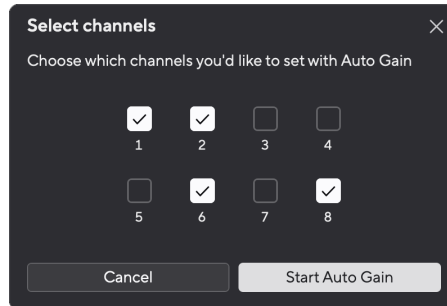 Select channels
Choose which channels you'd like to set with Auto Gain
1 2 3 4
5 6 7 8
Cancel Start Auto Gain